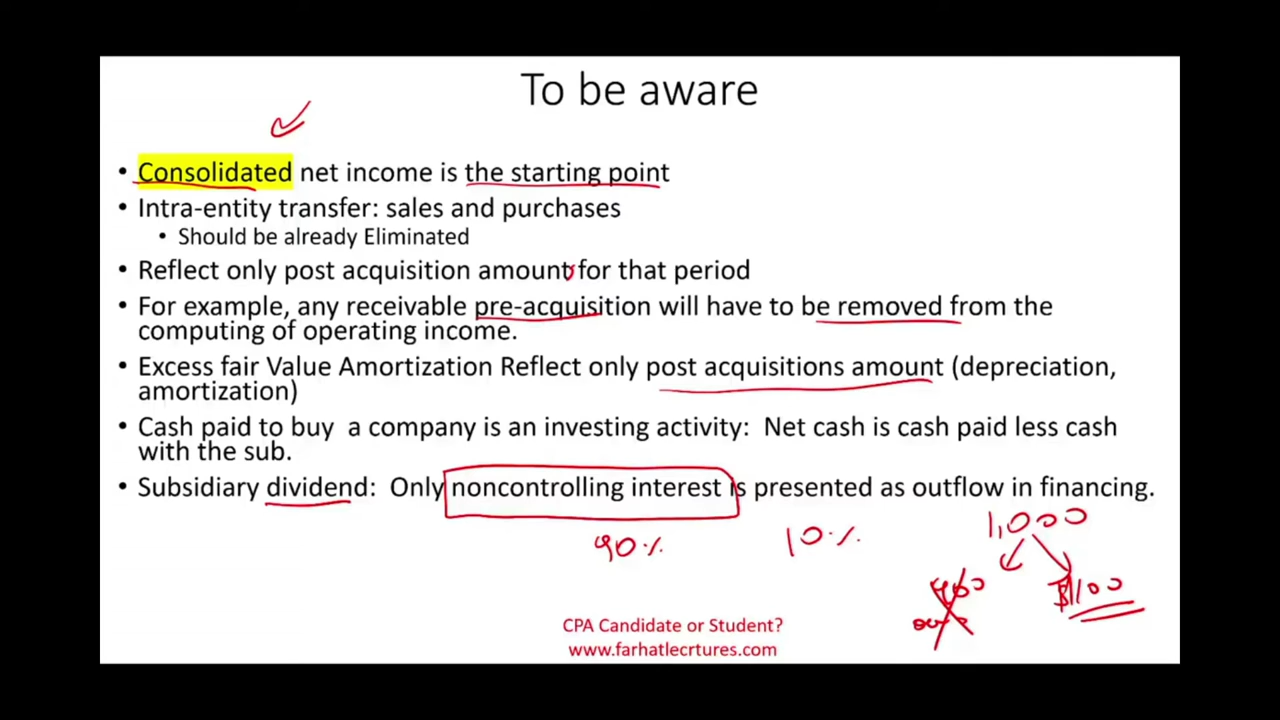 To be aware
• Consolidated net income is the starting point
• Intra-entity transfer: sales and purchases
• Should be already Eliminated
• Reflect only post acquisition amount for that period
• For example, any receivable pre-acquisition will have to be removed from the
computing of operating income.
• Excess fair Value Amortization Reflect only post acquisitions amount (depreciation,
amortization)
• Cash paid to buy a company is an investing activity: Net cash is cash paid less cash
with the sub.
• Subsidiary dividend: Only noncontrolling interest is presented as outflow in financing.
1,000
90% 10%
$100
CPA Candidate or Student?
www.farhatlecrtures.com